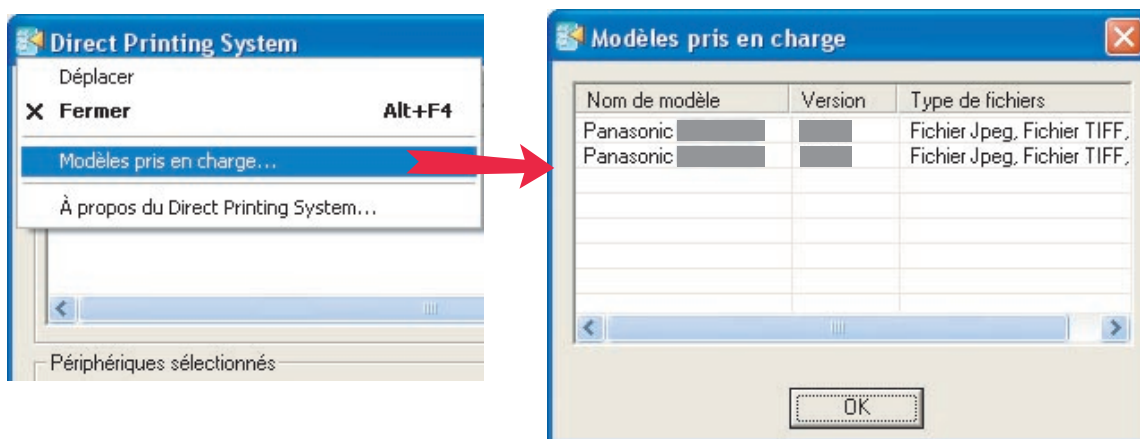 Direct Printing System
Déplacer
Fermer Alt+F4
Modèles pris en charge...
À propos du Direct Printing System...
Périphériques sélectionnés
Modèles pris en charge
Nom de modèle Version Type de fichiers
Panasonic Fichier Jpeg, Fichier TIFF,
Panasonic Fichier Jpeg, Fichier TIFF,
OK